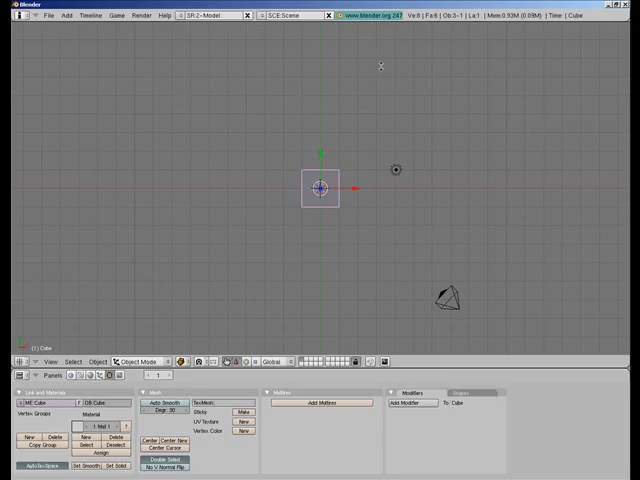 Blender
File Add Timeline Game Render Help SR:2-Model SCE:Scene www.blender.org 247 Ve:8 | Fa:6 | Ob:3-1 | La:1 | Mem:0.93M (0.09M) | Time: | Cube
(1) Cube
View Select Object Object Mode Global
Panels 1
Link and Materials Mesh Multires Modifiers Shapes
ME:Cube F OB:Cube Auto Smooth TexMesh: Add Multires Add Modifier To: Cube
Vertex Groups Material Degr: 30 Sticky Make
1 Mat 1 ? UV Texture New
New Delete New Delete Vertex Color New
Copy Group Select Deselect Center Center New
Assign Center Cursor
AutoTexSpace Set Smooth Set Solid Double Sided
No V.Normal Flip